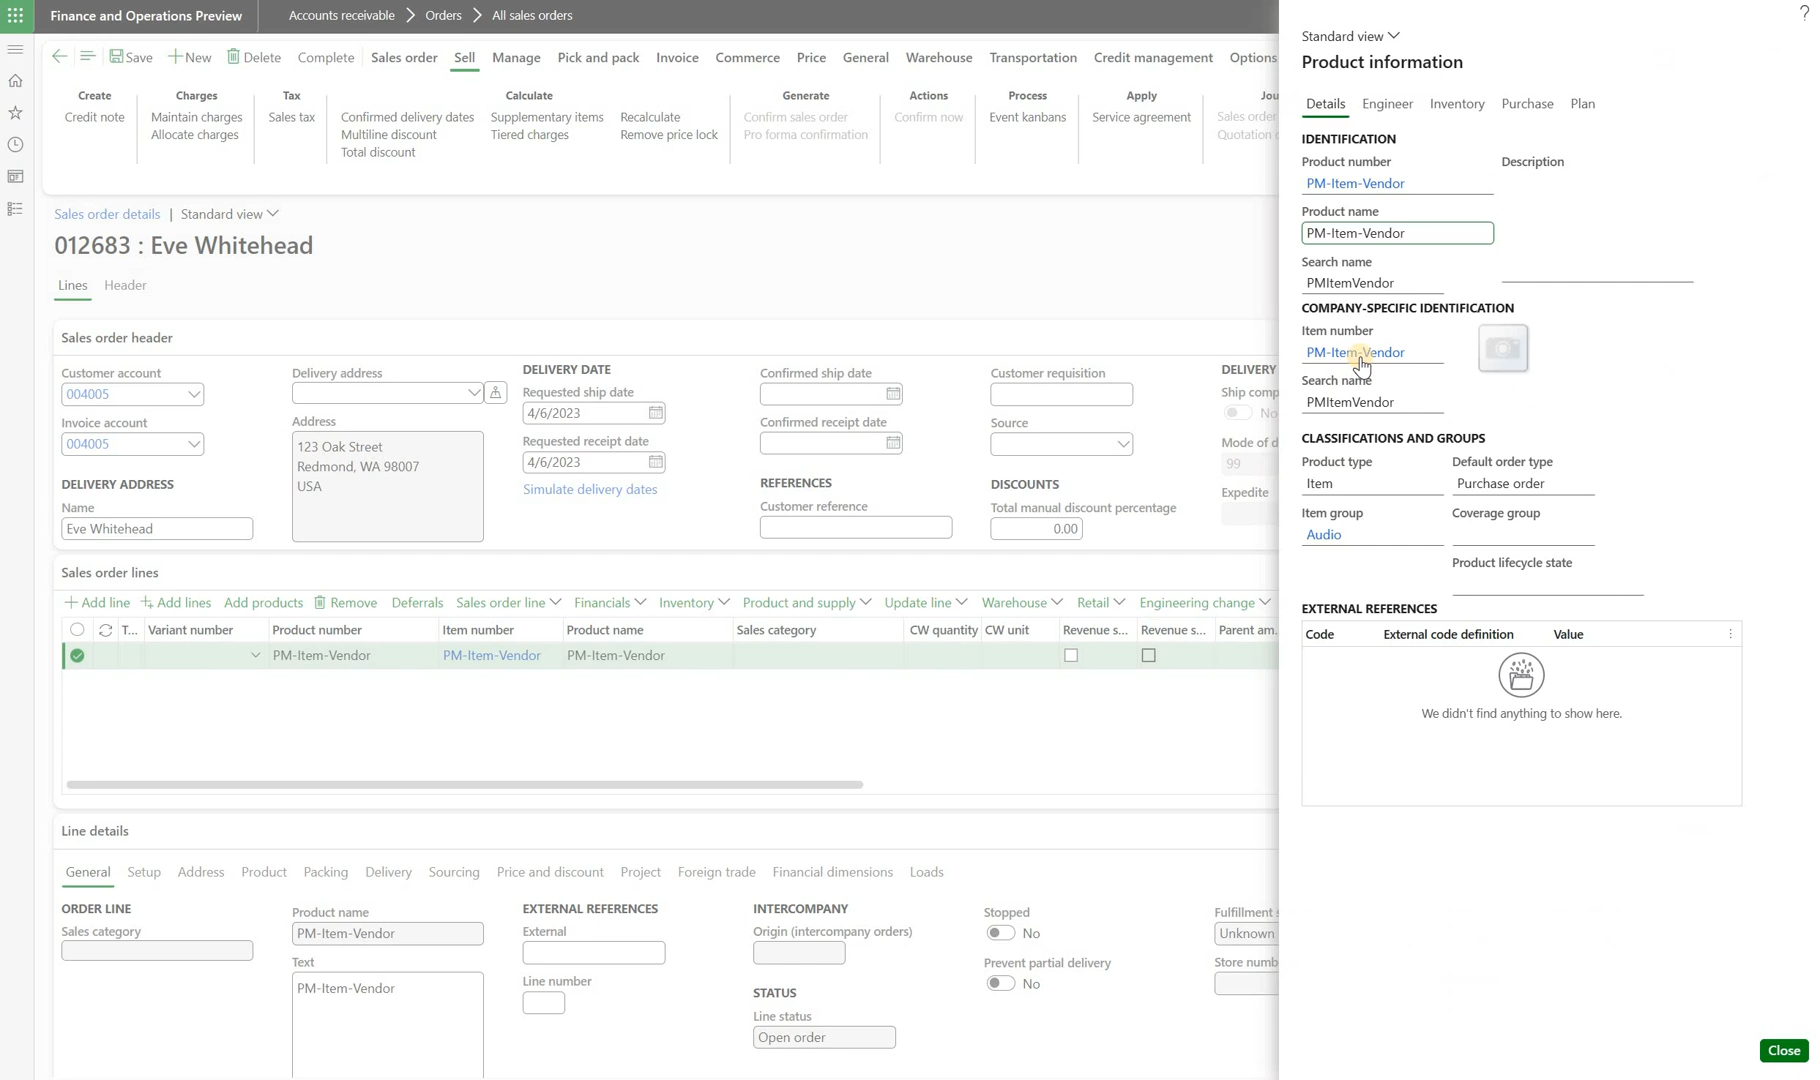 Finance and Operations Preview
Accounts receivable
Orders
All sales orders
?
Save
New
Delete
Complete
Sales order
Sell
Manage
Pick and pack
Invoice
Commerce
Price
General
Warehouse
Transportation
Credit management
Options
Create
Credit note
Charges
Maintain charges
Allocate charges
Tax
Sales tax
Calculate
Confirmed delivery dates
Multiline discount
Total discount
Supplementary items
Tiered charges
Recalculate
Remove price lock
Generate
Confirm sales order
Pro forma confirmation
Actions
Confirm now
Process
Event kanbans
Apply
Service agreement
Jou
Sales order
Quotation c
Sales order details | Standard view
012683 : Eve Whitehead
Lines
Header
Sales order header
Customer account
004005
Invoice account
004005
DELIVERY ADDRESS
Name
Eve Whitehead
Delivery address
Address
123 Oak Street
Redmond, WA 98007
USA
DELIVERY DATE
Requested ship date
4/6/2023
Requested receipt date
4/6/2023
Simulate delivery dates
Confirmed ship date
Confirmed receipt date
REFERENCES
Customer reference
Customer requisition
Source
DISCOUNTS
Total manual discount percentage
0.00
DELIVERY
Ship comp
No
Mode of d
99
Expedite
Sales order lines
Add line
Add lines
Add products
Remove
Deferrals
Sales order line
Financials
Inventory
Product and supply
Update line
Warehouse
Retail
Engineering change
T...
Variant number
Product number
Item number
Product name
Sales category
CW quantity
CW unit
Revenue s...
Revenue s...
Parent am...
PM-Item-Vendor
PM-Item-Vendor
PM-Item-Vendor
Line details
General
Setup
Address
Product
Packing
Delivery
Sourcing
Price and discount
Project
Foreign trade
Financial dimensions
Loads
ORDER LINE
Sales category
Product name
PM-Item-Vendor
Text
PM-Item-Vendor
EXTERNAL REFERENCES
External
Line number
INTERCOMPANY
Origin (intercompany orders)
STATUS
Line status
Open order
Stopped
No
Prevent partial delivery
No
Fulfillment s
Unknown
Store numb
Standard view
Product information
Details
Engineer
Inventory
Purchase
Plan
IDENTIFICATION
Product number
PM-Item-Vendor
Description
Product name
PM-Item-Vendor
Search name
PMItemVendor
COMPANY-SPECIFIC IDENTIFICATION
Item number
PM-Item-Vendor
Search name
PMItemVendor
CLASSIFICATIONS AND GROUPS
Product type
Item
Default order type
Purchase order
Item group
Audio
Coverage group
Product lifecycle state
EXTERNAL REFERENCES
Code
External code definition
Value
We didn't find anything to show here.
Close